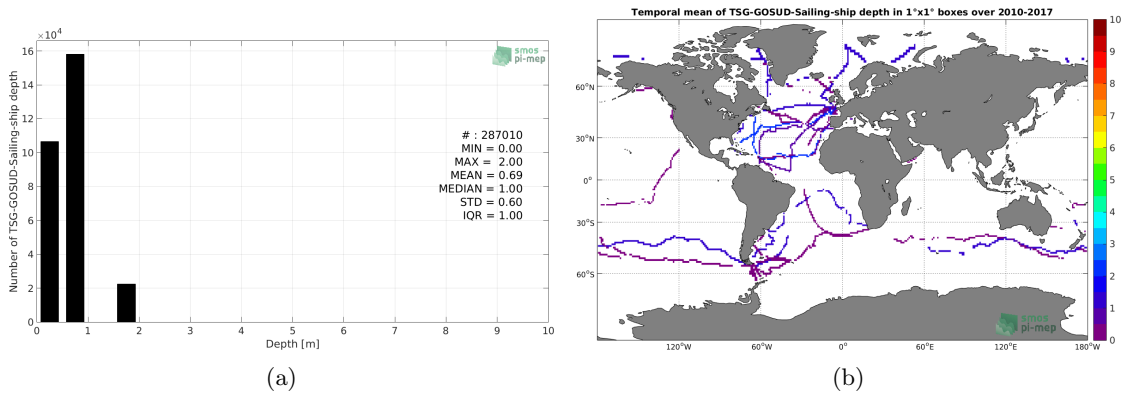 ×10⁴
16
14
12
10
8
6
4
2
0
Number of TSG-GOSUD-Sailing-ship depth
smos
pi-mep
# : 287010
MIN = 0.00
MAX = 2.00
MEAN = 0.69
MEDIAN = 1.00
STD = 0.60
IQR = 1.00
0 1 2 3 4 5 6 7 8 9 10
Depth [m]
(a)
Temporal mean of TSG-GOSUD-Sailing-ship depth in 1°x1° boxes over 2010-2017
60°N
30°N
0°
30°S
60°S
smos
pi-mep
120°W 60°W 0° 60°E 120°E 180°W
10
9
8
7
6
5
4
3
2
1
0
(b)